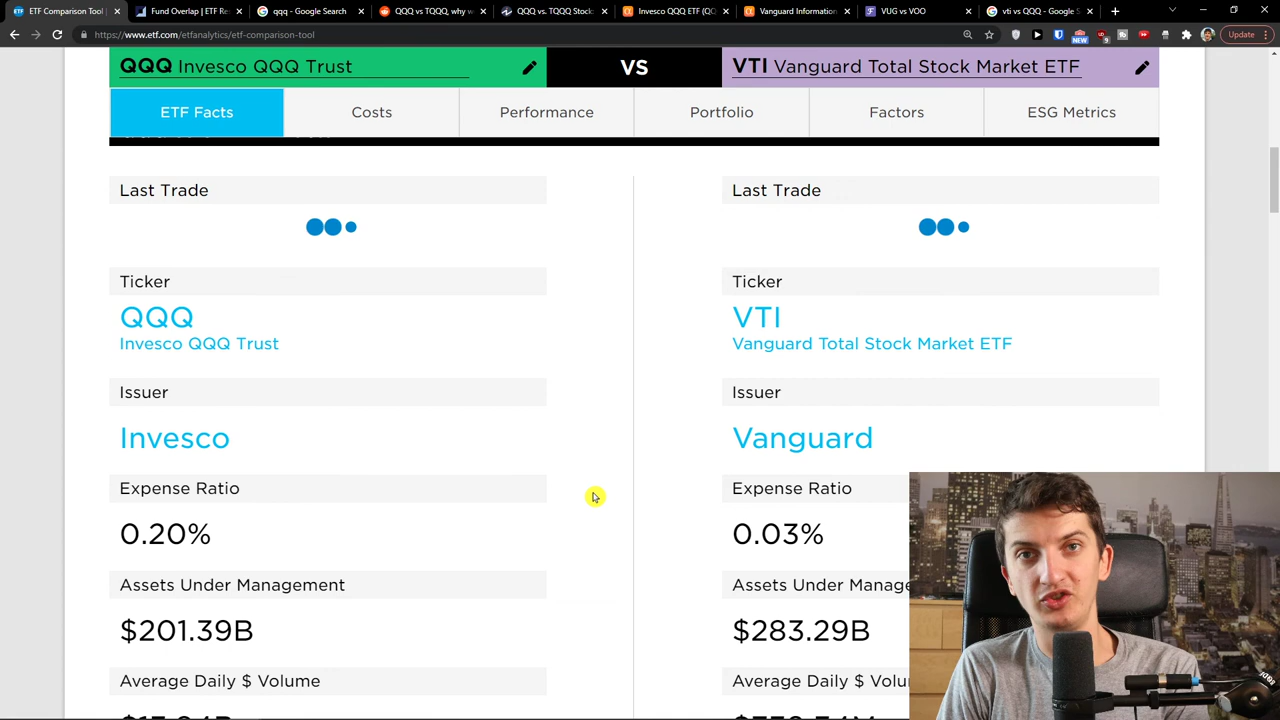 ETF Comparison Tool |
Fund Overlap | ETF Re
qqq - Google Search
QQQ vs TQQQ, why w
QQQ vs. TQQQ Stock
Invesco QQQ ETF (QQ
Vanguard Information
VUG vs VOO
vti vs QQQ - Google S
https://www.etf.com/etfanalytics/etf-comparison-tool
NEW
9
Update
QQQ Invesco QQQ Trust
VS
VTI Vanguard Total Stock Market ETF
ETF Facts
Costs
Performance
Portfolio
Factors
ESG Metrics
Last Trade
Last Trade
Ticker
Ticker
QQQ
VTI
Invesco QQQ Trust
Vanguard Total Stock Market ETF
Issuer
Issuer
Invesco
Vanguard
Expense Ratio
Expense Ratio
0.20%
0.03%
Assets Under Management
Assets Under Manage
$201.39B
$283.29B
Average Daily $ Volume
Average Daily $ Volu